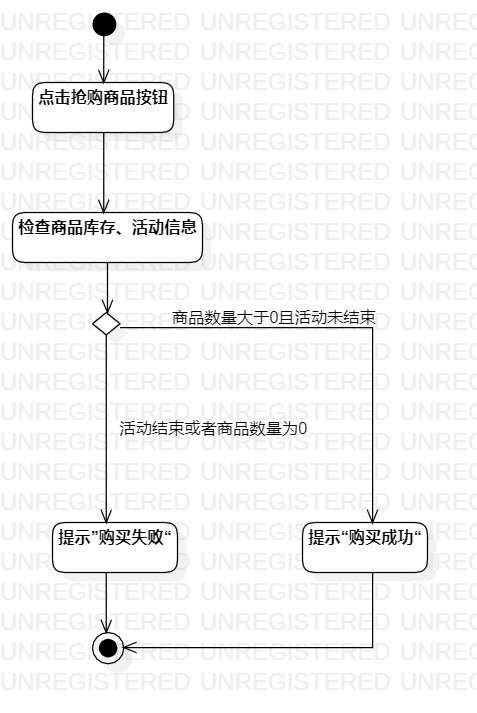 UNREGISTERED UNREGISTERED UNREG
点击抢购商品按钮
检查商品库存、活动信息
商品数量大于0且活动未结束
活动结束或者商品数量为0
提示”购买失败“
提示“购买成功“